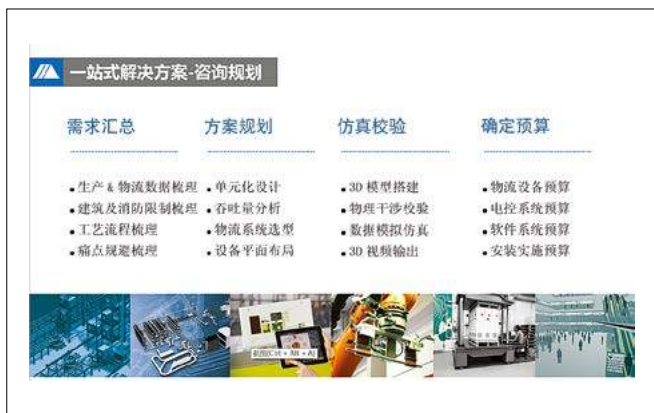 一站式解决方案-咨询规划
需求汇总
生产 & 物流数据梳理
建筑及消防限制梳理
工艺流程梳理
痛点规避梳理
方案规划
单元化设计
吞吐量分析
物流系统选型
设备平面布局
仿真校验
3D 模型搭建
物理干涉校验
数据模拟仿真
3D 视频输出
确定预算
物流设备预算
电控系统预算
软件系统预算
安装实施预算
截图(Ctrl + Alt + A)